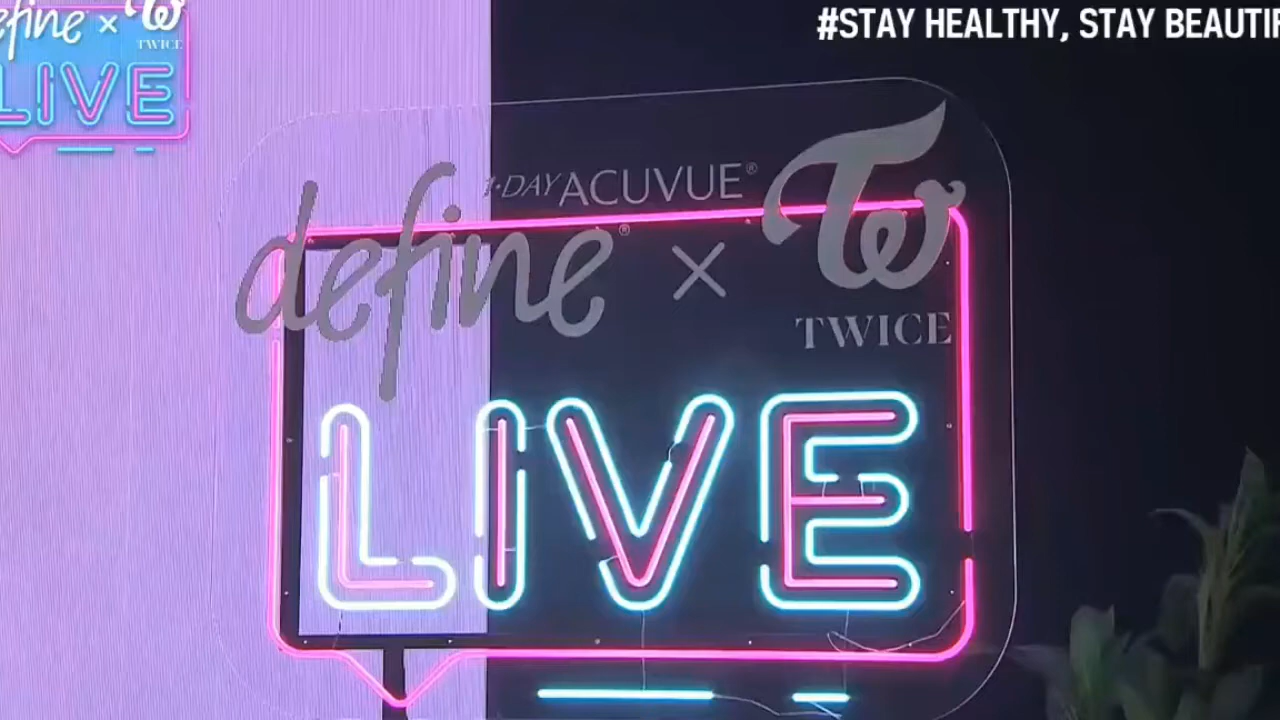 define × TWICE
LIVE
#STAY HEALTHY, STAY BEAUTIF
1·DAY ACUVUE®
define® × TWICE
LIVE